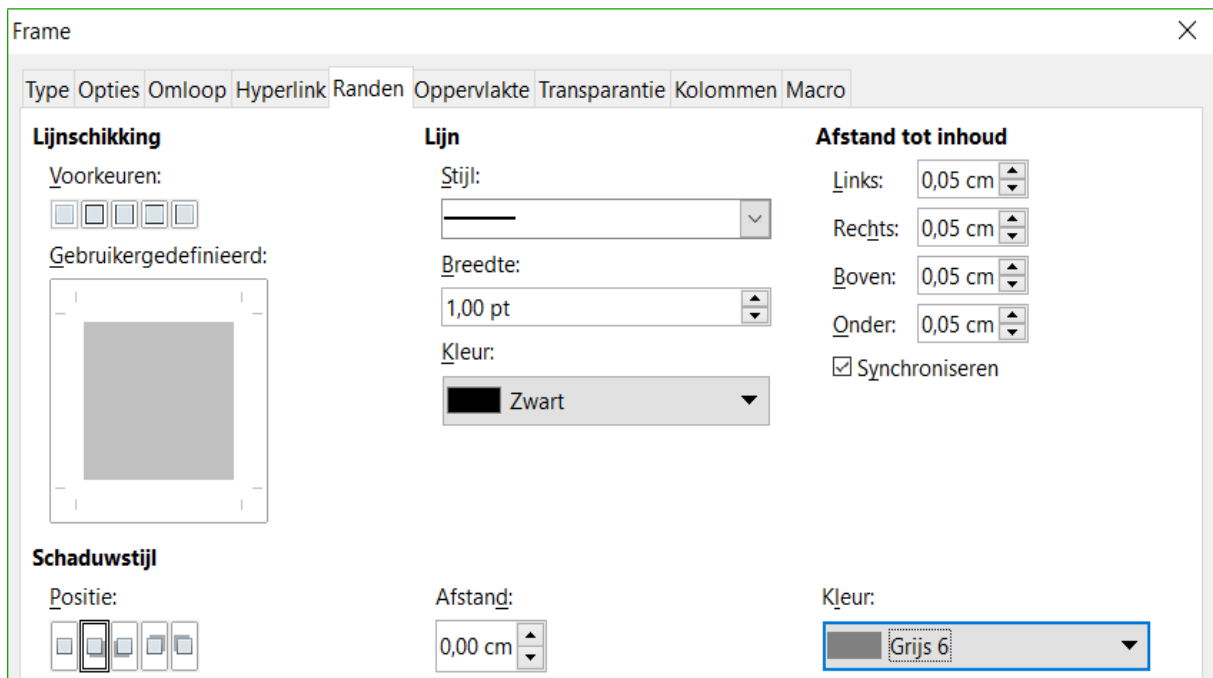 Frame
Type Opties Omloop Hyperlink Randen Oppervlakte Transparantie Kolommen Macro
Lijnschikking
Voorkeuren:
Gebruikergedefinieerd:
Lijn
Stijl:
Breedte:
1,00 pt
Kleur:
Zwart
Afstand tot inhoud
Links: 0,05 cm
Rechts: 0,05 cm
Boven: 0,05 cm
Onder: 0,05 cm
Synchroniseren
Schaduwstijl
Positie:
Afstand:
0,00 cm
Kleur:
Grijs 6